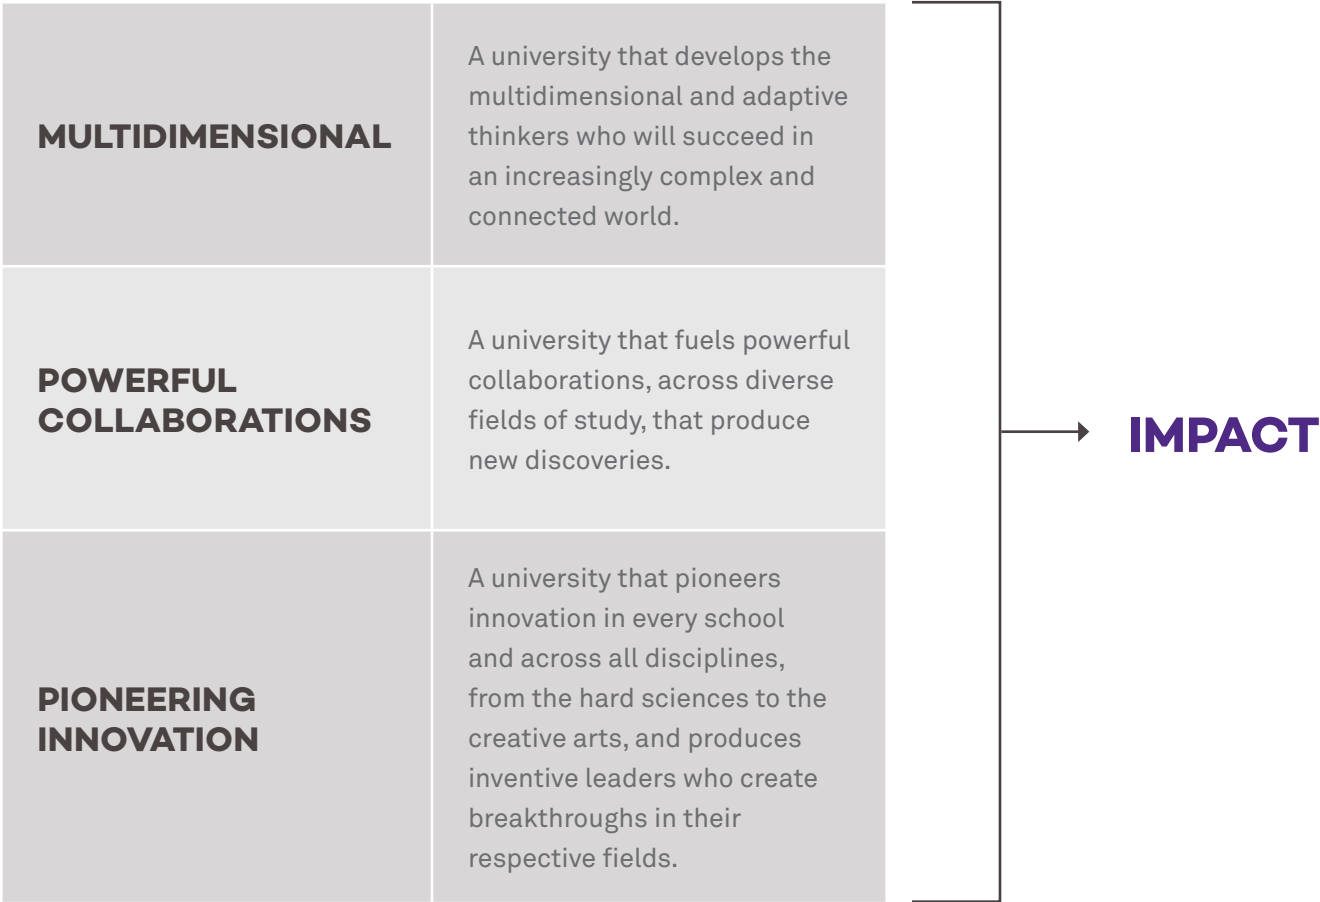 MULTIDIMENSIONAL
A university that develops the
multidimensional and adaptive
thinkers who will succeed in
an increasingly complex and
connected world.
POWERFUL
COLLABORATIONS
A university that fuels powerful
collaborations, across diverse
fields of study, that produce
new discoveries.
PIONEERING
INNOVATION
A university that pioneers
innovation in every school
and across all disciplines,
from the hard sciences to the
creative arts, and produces
inventive leaders who create
breakthroughs in their
respective fields.
IMPACT